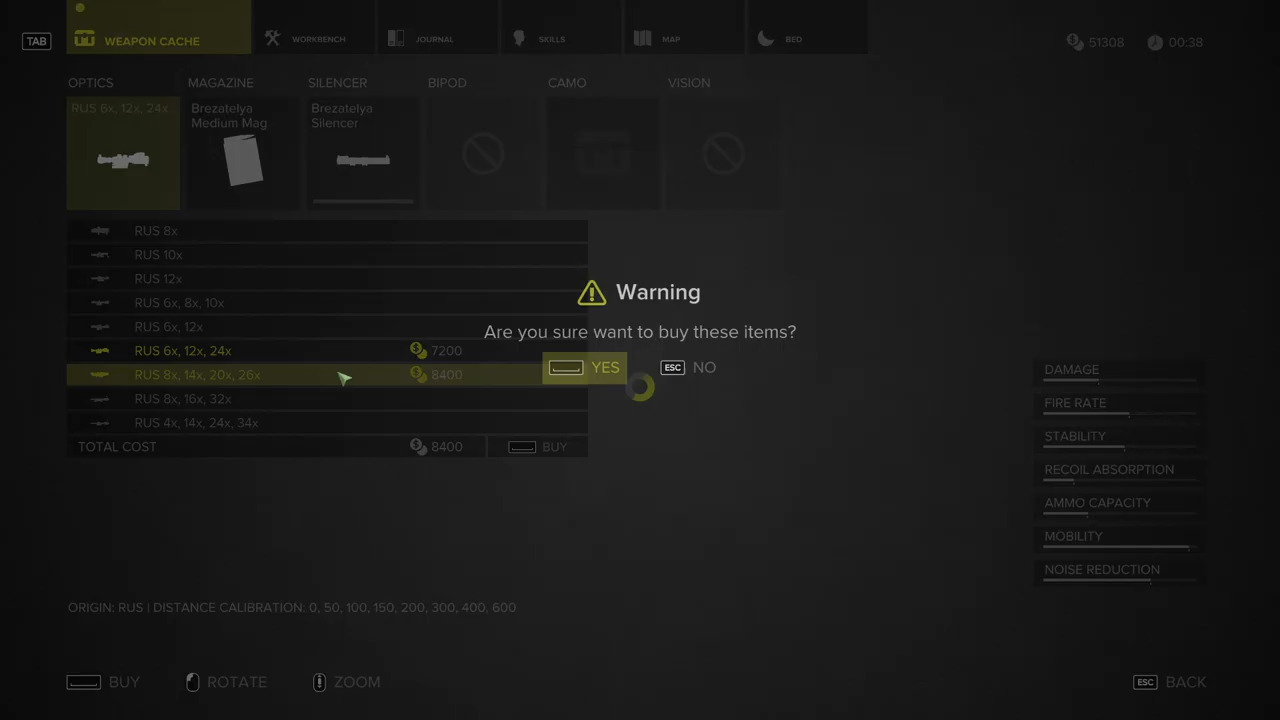 TAB
WEAPON CACHE
WORKBENCH
JOURNAL
SKILLS
MAP
BED
51308
00:38
OPTICS
MAGAZINE
SILENCER
BIPOD
CAMO
VISION
RUS 6x, 12x, 24x
Brezatelya
Medium Mag
Brezatelya
Silencer
RUS 8x
RUS 10x
RUS 12x
RUS 6x, 8x, 10x
RUS 6x, 12x
RUS 6x, 12x, 24x 7200
RUS 8x, 14x, 20x, 26x 8400
RUS 8x, 16x, 32x
RUS 4x, 14x, 24x, 34x
TOTAL COST 8400 BUY
Warning
Are you sure want to buy these items?
YES
ESC NO
DAMAGE
FIRE RATE
STABILITY
RECOIL ABSORPTION
AMMO CAPACITY
MOBILITY
NOISE REDUCTION
ORIGIN: RUS | DISTANCE CALIBRATION: 0, 50, 100, 150, 200, 300, 400, 600
BUY
ROTATE
ZOOM
ESC BACK